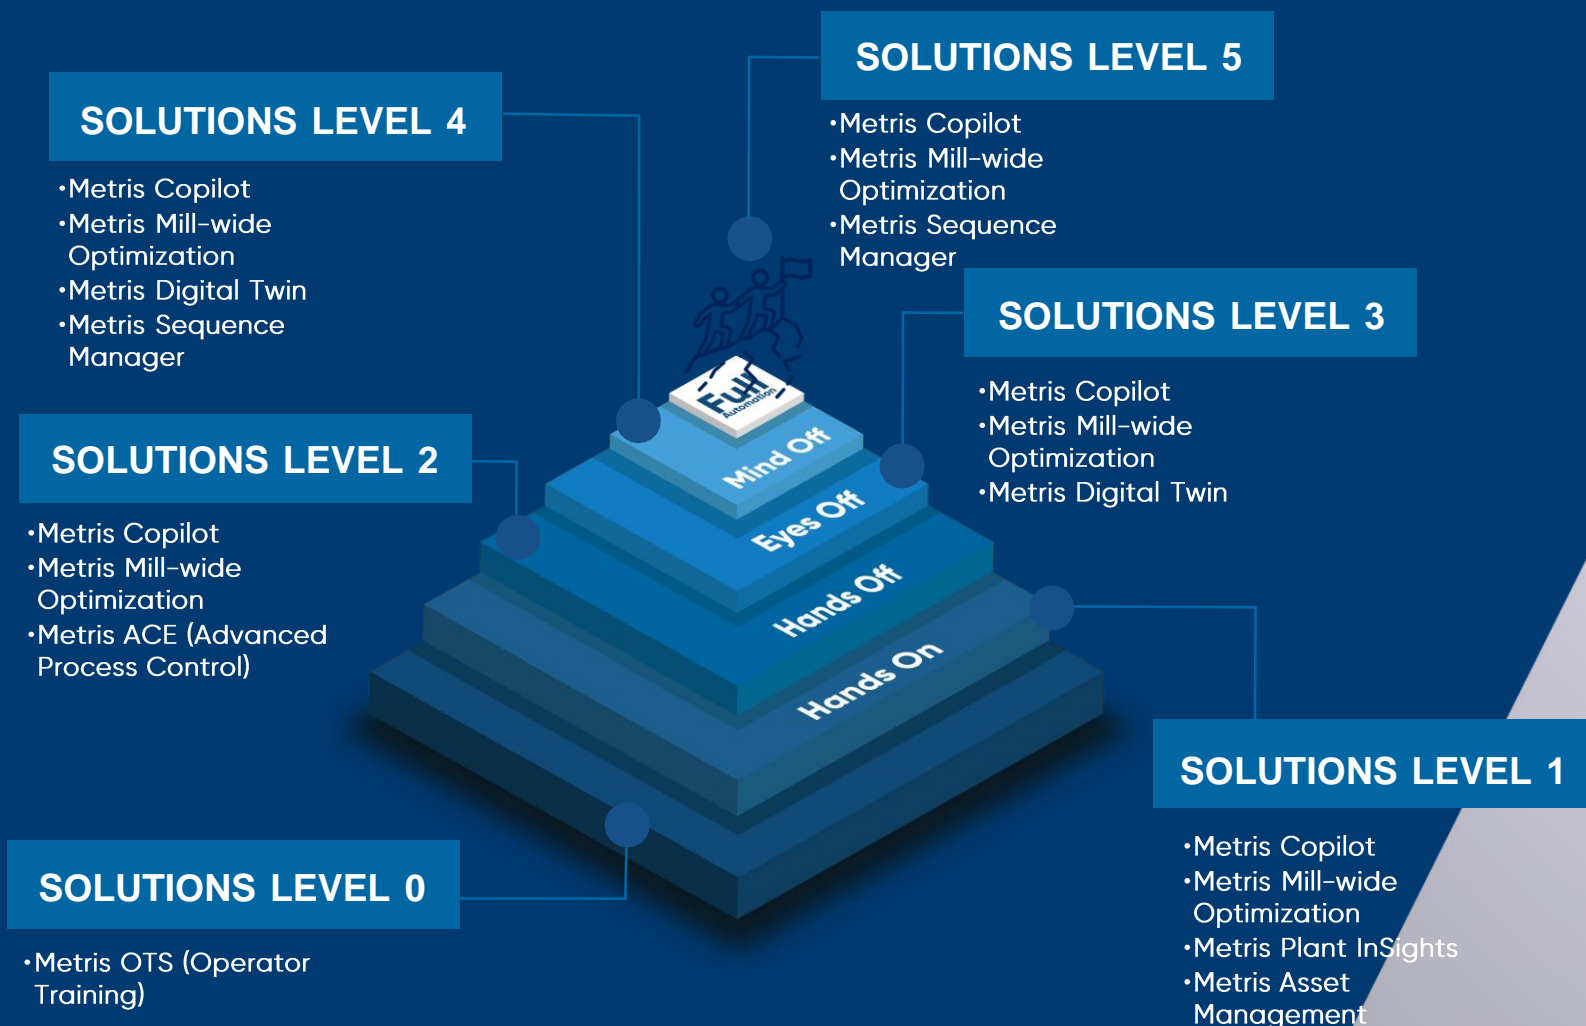 SOLUTIONS LEVEL 5
•Metris Copilot
•Metris Mill-wide
Optimization
•Metris Sequence
Manager
SOLUTIONS LEVEL 4
•Metris Copilot
•Metris Mill-wide
Optimization
•Metris Digital Twin
•Metris Sequence
Manager
SOLUTIONS LEVEL 3
•Metris Copilot
•Metris Mill-wide
Optimization
•Metris Digital Twin
SOLUTIONS LEVEL 2
•Metris Copilot
•Metris Mill-wide
Optimization
•Metris ACE (Advanced
Process Control)
Full
Automation
Mind Off
Eyes Off
Hands Off
Hands On
SOLUTIONS LEVEL 1
•Metris Copilot
•Metris Mill-wide
Optimization
•Metris Plant InSights
•Metris Asset
Management
SOLUTIONS LEVEL 0
•Metris OTS (Operator
Training)